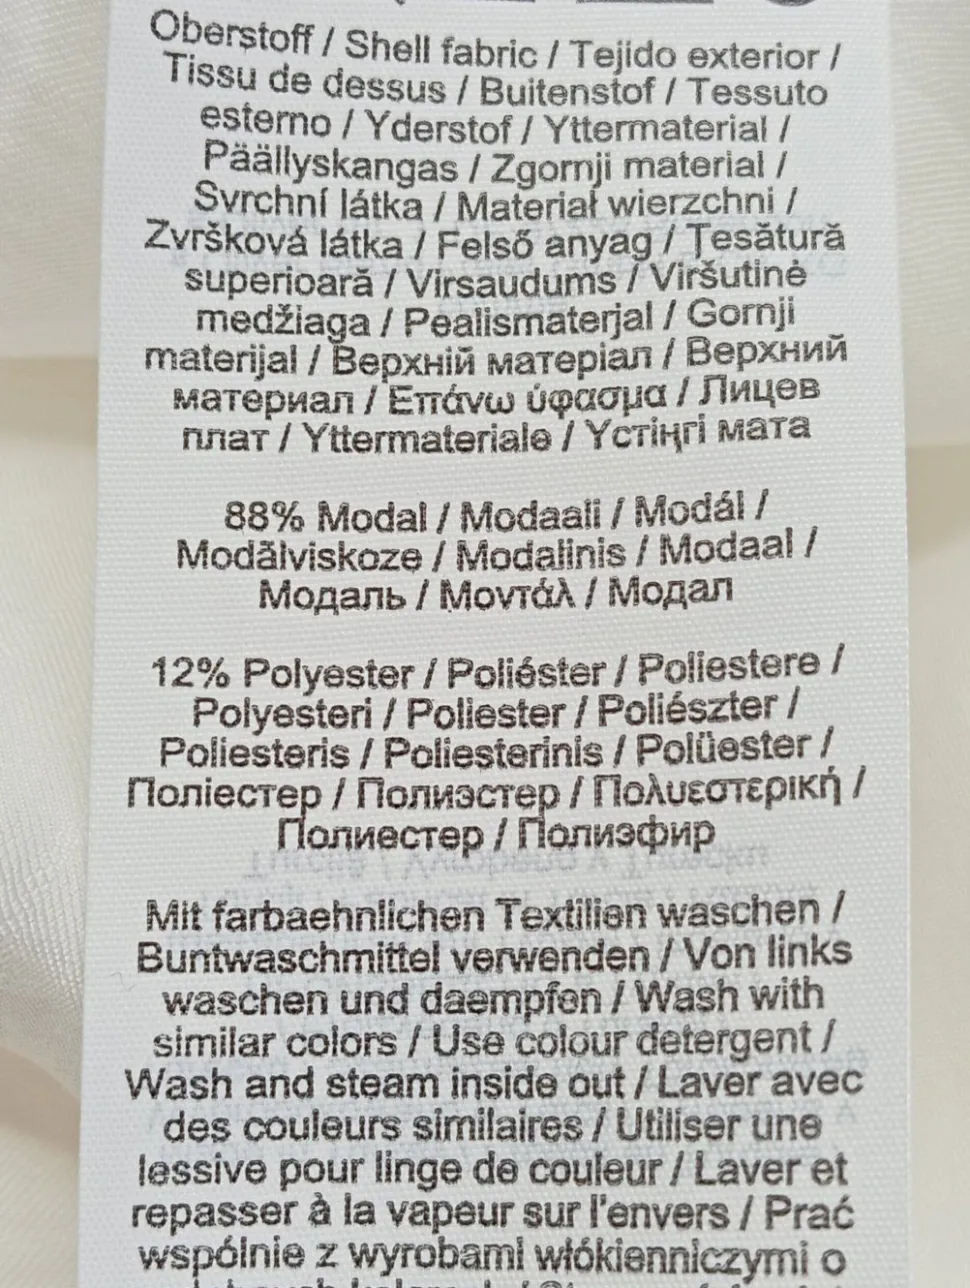 Oberstoff / Shell fabric / Tejido exterior /
Tissu de dessus / Buitenstof / Tessuto
esterno / Yderstof / Yttermaterial /
Päällyskangas / Zgornji material /
Svrchní látka / Materiał wierzchni /
Zvršková látka / Felső anyag / Țesătură
superioară / Virsaudums / Viršutinė
medžiaga / Pealismaterjal / Gornji
materijal / Верхній матеріал / Верхний
материал / Επάνω ύφασμα / Лицев
плат / Yttermateriale / Үстіңгі мата
88% Modal / Modaali / Modál /
Modālviskoze / Modalinis / Modaal /
Модаль / Μοντάλ / Модал
12% Polyester / Poliéster / Poliestere /
Polyesteri / Poliester / Poliészter /
Poliesteris / Poliesterinis / Polüester /
Поліестер / Полиэстер / Πολυεστερική /
Полиестер / Полиэфир
Mit farbaehnlichen Textilien waschen /
Buntwaschmittel verwenden / Von links
waschen und daempfen / Wash with
similar colors / Use colour detergent /
Wash and steam inside out / Laver avec
des couleurs similaires / Utiliser une
lessive pour linge de couleur / Laver et
repasser à la vapeur sur l'envers / Prać
wspólnie z wyrobami włókienniczymi o